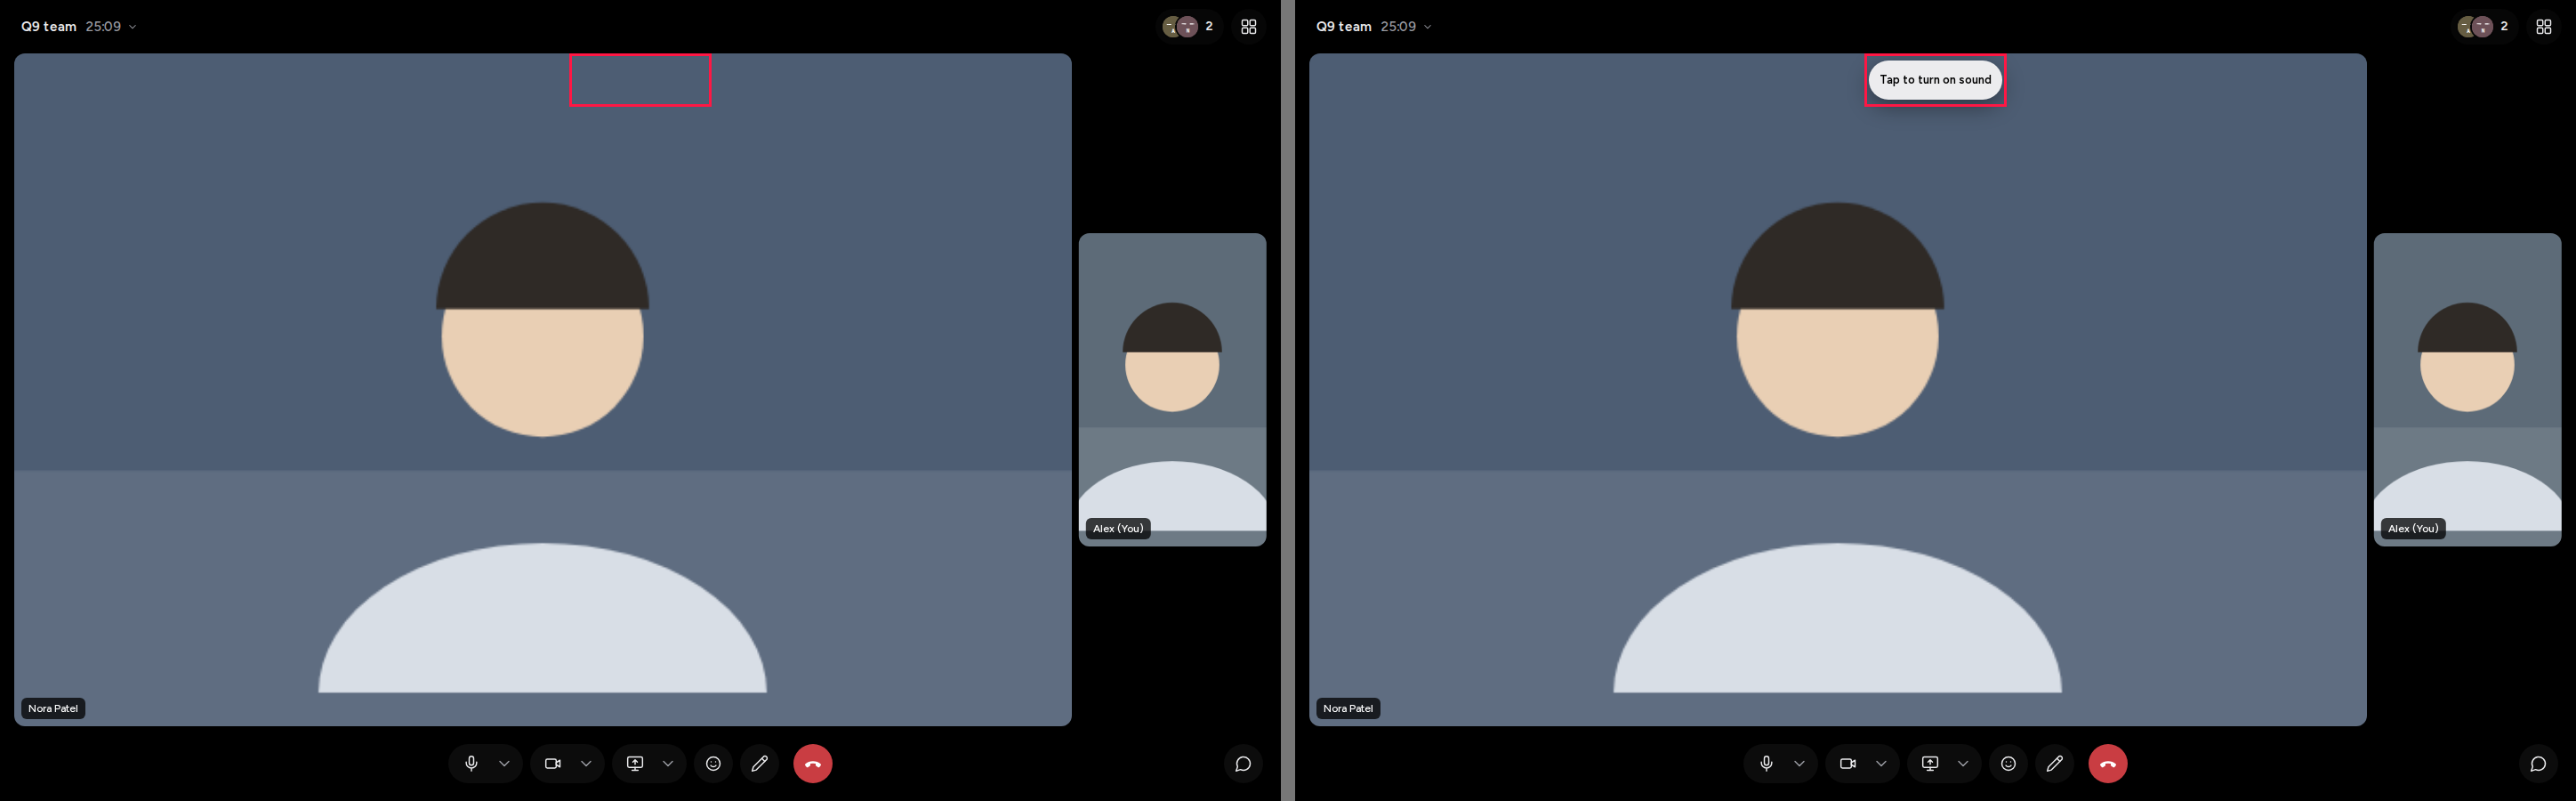 Q9 team 25:09
2
Nora Patel
Alex (You)
Q9 team 25:09
2
Tap to turn on sound
Nora Patel
Alex (You)